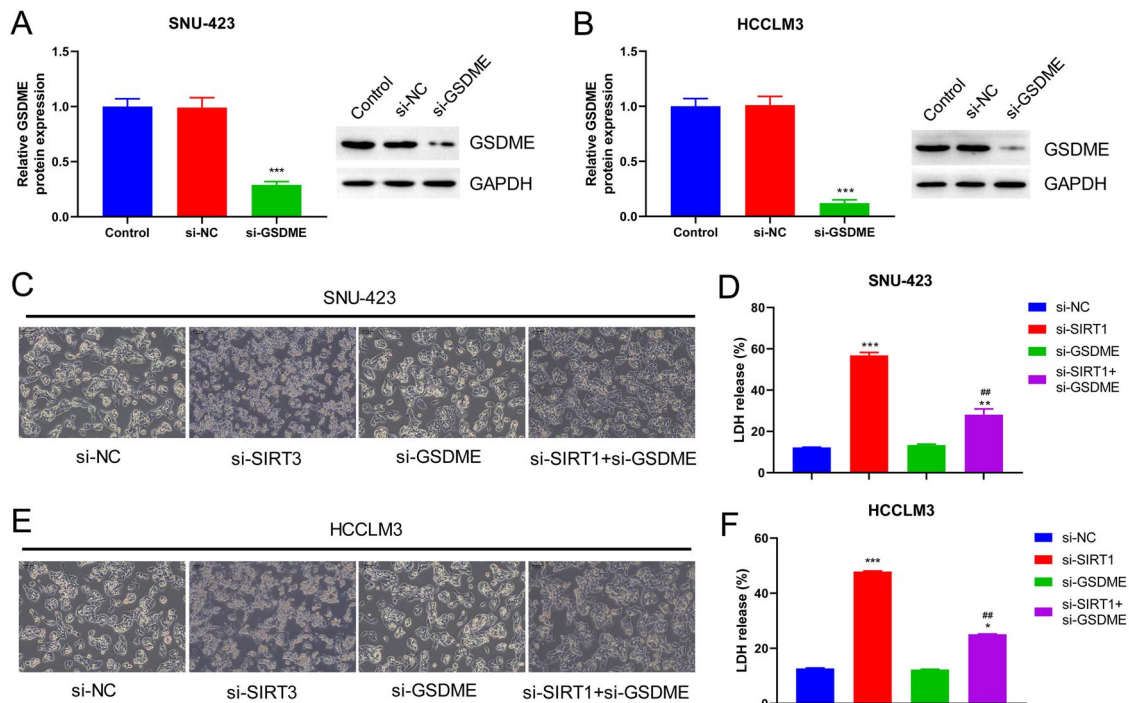 A
SNU-423
Relative GSDME
protein expression
1.5
1.0
0.5
0.0
***
Control
si-NC
si-GSDME
Control
si-NC
si-GSDME
GSDME
GAPDH
B
HCCLM3
Relative GSDME
protein expression
1.5
1.0
0.5
0.0
***
Control
si-NC
si-GSDME
Control
si-NC
si-GSDME
GSDME
GAPDH
C
SNU-423
si-NC
si-SIRT3
si-GSDME
si-SIRT1+si-GSDME
D
SNU-423
LDH release (%)
80
60
40
20
0
***
##
**
si-NC
si-SIRT1
si-GSDME
si-SIRT1+
si-GSDME
E
HCCLM3
si-NC
si-SIRT3
si-GSDME
si-SIRT1+si-GSDME
F
HCCLM3
LDH release (%)
60
40
20
0
***
##
*
si-NC
si-SIRT1
si-GSDME
si-SIRT1+
si-GSDME